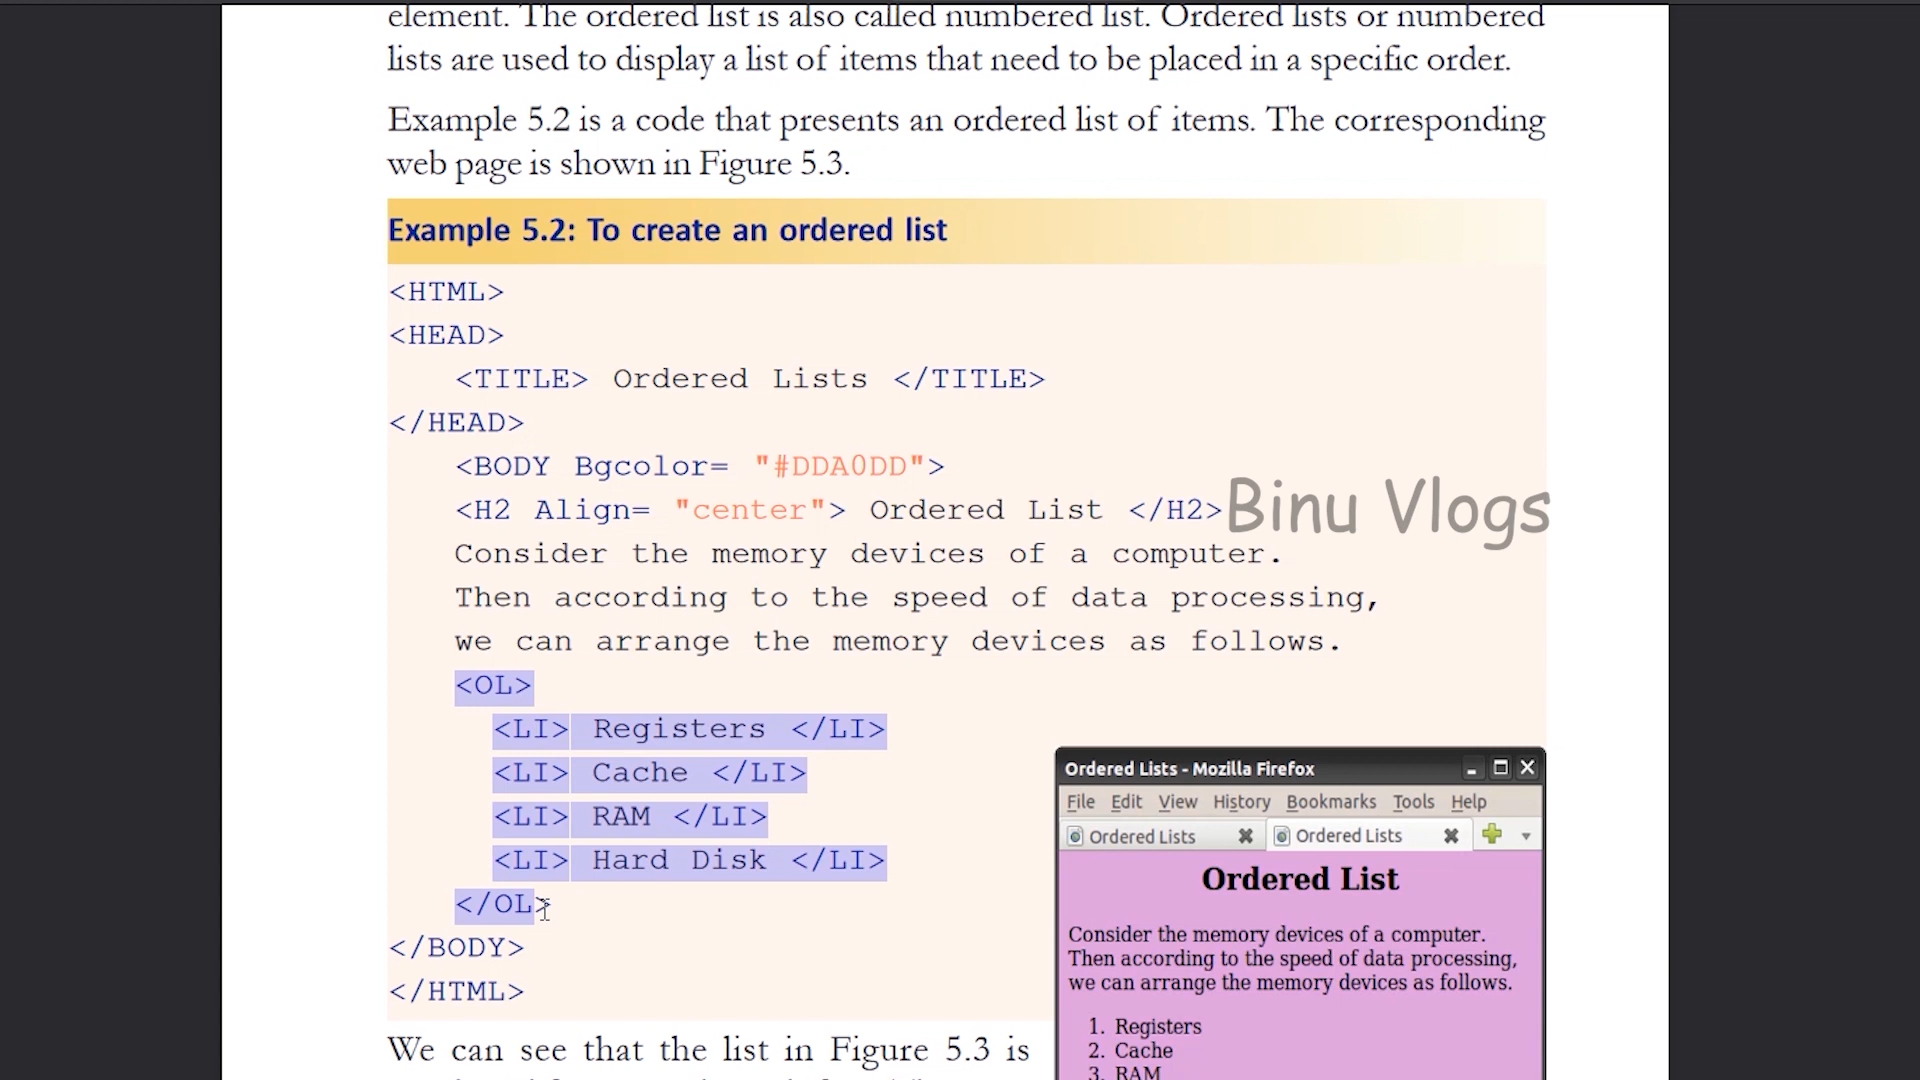 element. The ordered list is also called numbered list. Ordered lists or numbered
lists are used to display a list of items that need to be placed in a specific order.
Example 5.2 is a code that presents an ordered list of items. The corresponding
web page is shown in Figure 5.3.
Example 5.2: To create an ordered list
<HTML>
<HEAD>
<TITLE> Ordered Lists </TITLE>
</HEAD>
<BODY Bgcolor= "#DDA0DD">
<H2 Align= "center"> Ordered List </H2>
Binu Vlogs
Consider the memory devices of a computer.
Then according to the speed of data processing,
we can arrange the memory devices as follows.
<OL>
<LI> Registers </LI>
<LI> Cache </LI>
<LI> RAM </LI>
<LI> Hard Disk </LI>
</OL>
</BODY>
</HTML>
We can see that the list in Figure 5.3 is
Ordered Lists - Mozilla Firefox
File Edit View History Bookmarks Tools Help
Ordered Lists Ordered Lists
Ordered List
Consider the memory devices of a computer.
Then according to the speed of data processing,
we can arrange the memory devices as follows.
1. Registers
2. Cache
3. RAM